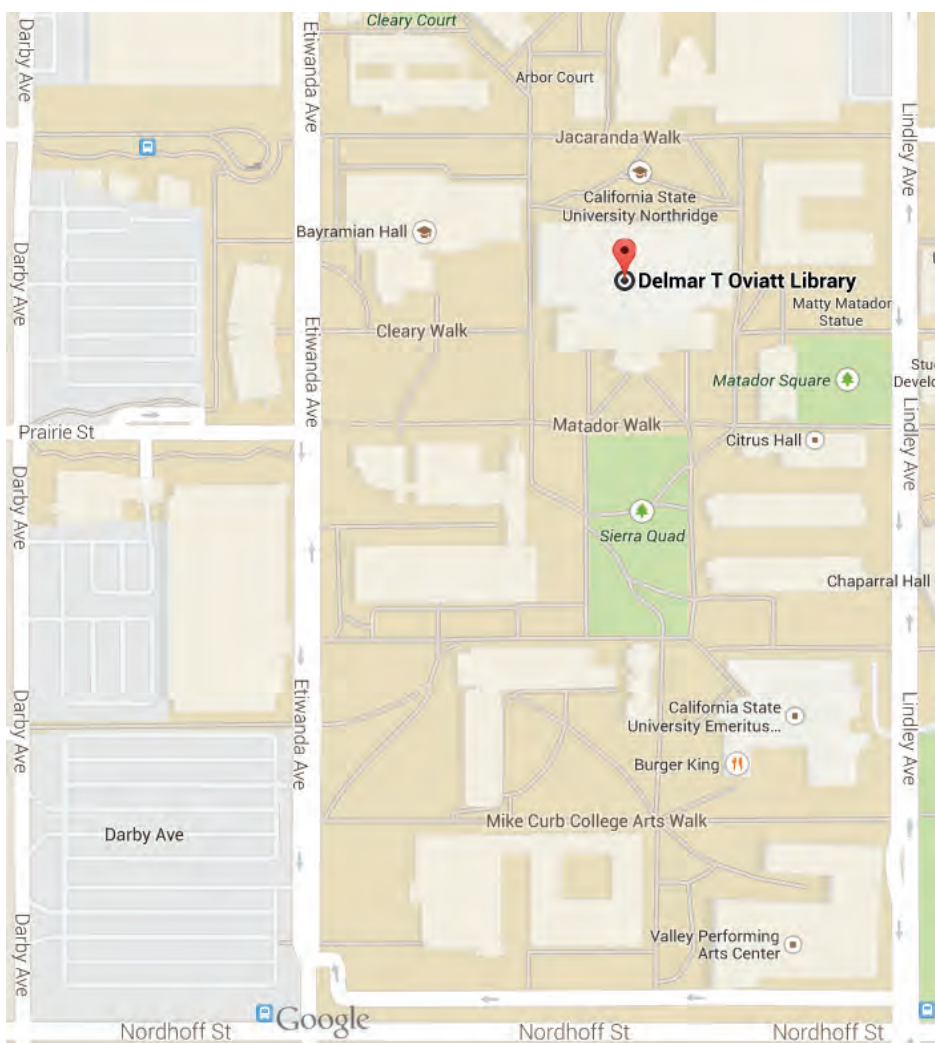 Cleary Court
Darby Ave
Etiwanda Ave
Arbor Court
Lindley Ave
Jacaranda Walk
California State
University Northridge
Bayramian Hall
Darby Ave
Delmar T Oviatt Library
Matty Matador
Statue
Etiwanda Ave
Cleary Walk
Stu
Matador Square
Develo
Prairie St
Matador Walk
Citrus Hall
Lindley Ave
Darby Ave
Sierra Quad
Chaparral Hall
Darby Ave
Etiwanda Ave
California State
University Emeritus...
Lindley Ave
Burger King
Mike Curb College Arts Walk
Darby Ave
Darby Ave
Valley Performing
Arts Center
Google
Nordhoff St
Nordhoff St
Nordhoff St